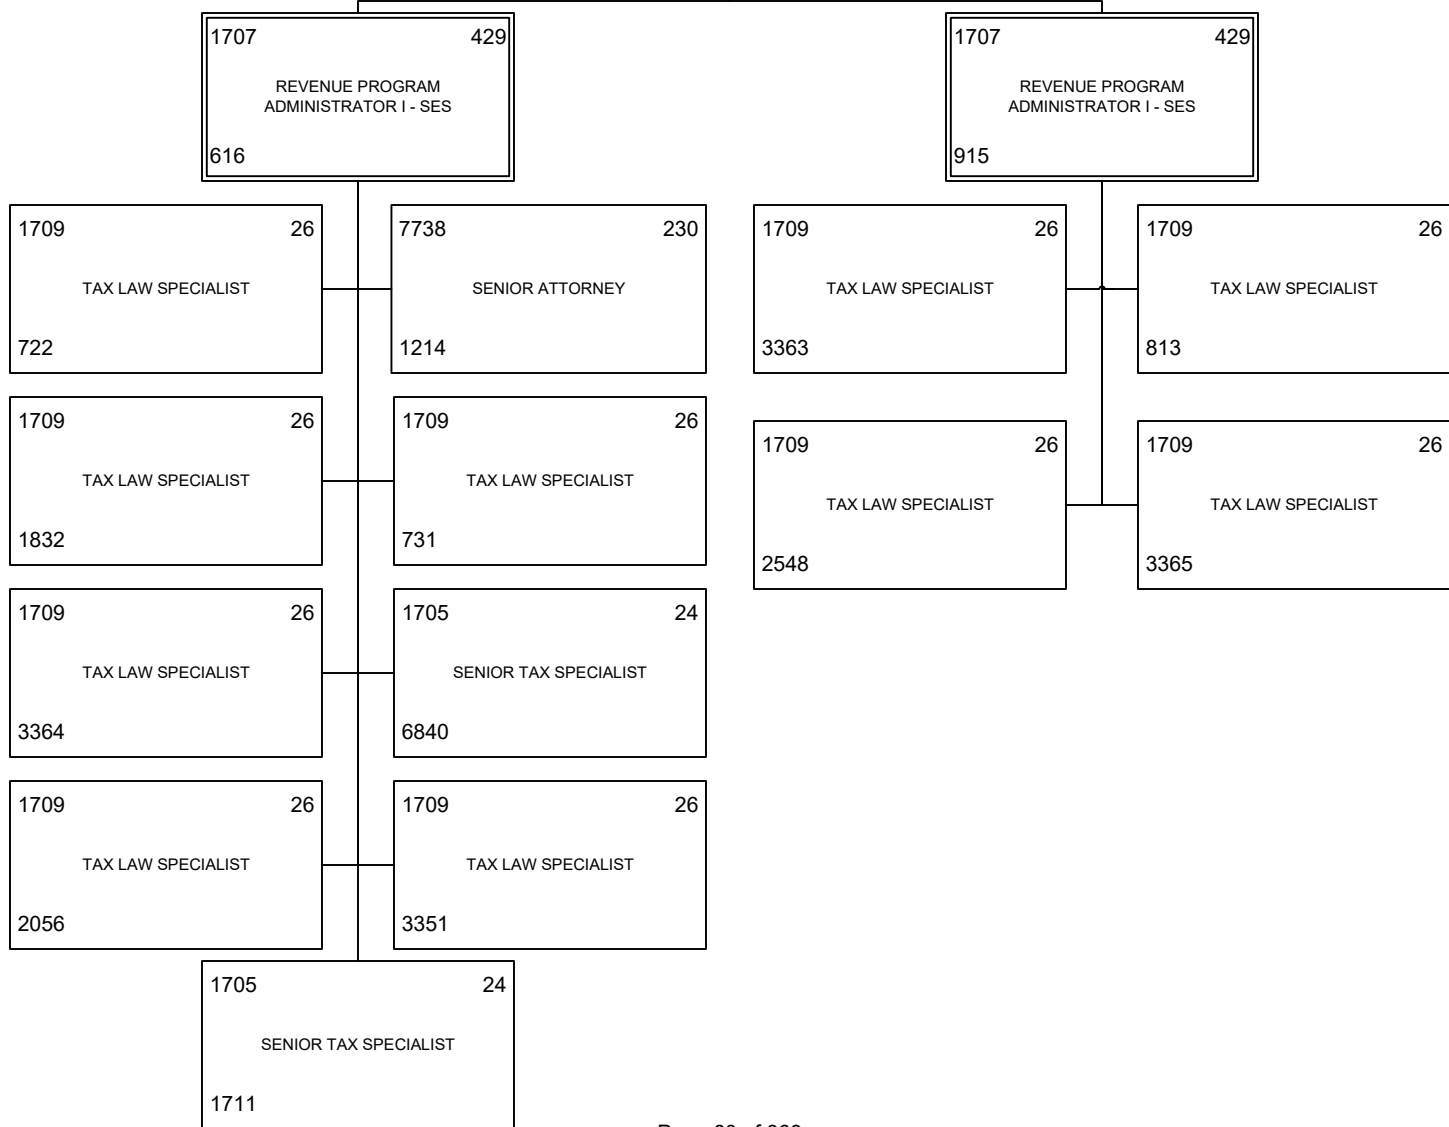 1707 429
REVENUE PROGRAM
ADMINISTRATOR I - SES
616
1709 26
TAX LAW SPECIALIST
722
7738 230
SENIOR ATTORNEY
1214
1709 26
TAX LAW SPECIALIST
1832
1709 26
TAX LAW SPECIALIST
731
1709 26
TAX LAW SPECIALIST
3364
1705 24
SENIOR TAX SPECIALIST
6840
1709 26
TAX LAW SPECIALIST
2056
1709 26
TAX LAW SPECIALIST
3351
1705 24
SENIOR TAX SPECIALIST
1711
1707 429
REVENUE PROGRAM
ADMINISTRATOR I - SES
915
1709 26
TAX LAW SPECIALIST
3363
1709 26
TAX LAW SPECIALIST
813
1709 26
TAX LAW SPECIALIST
2548
1709 26
TAX LAW SPECIALIST
3365